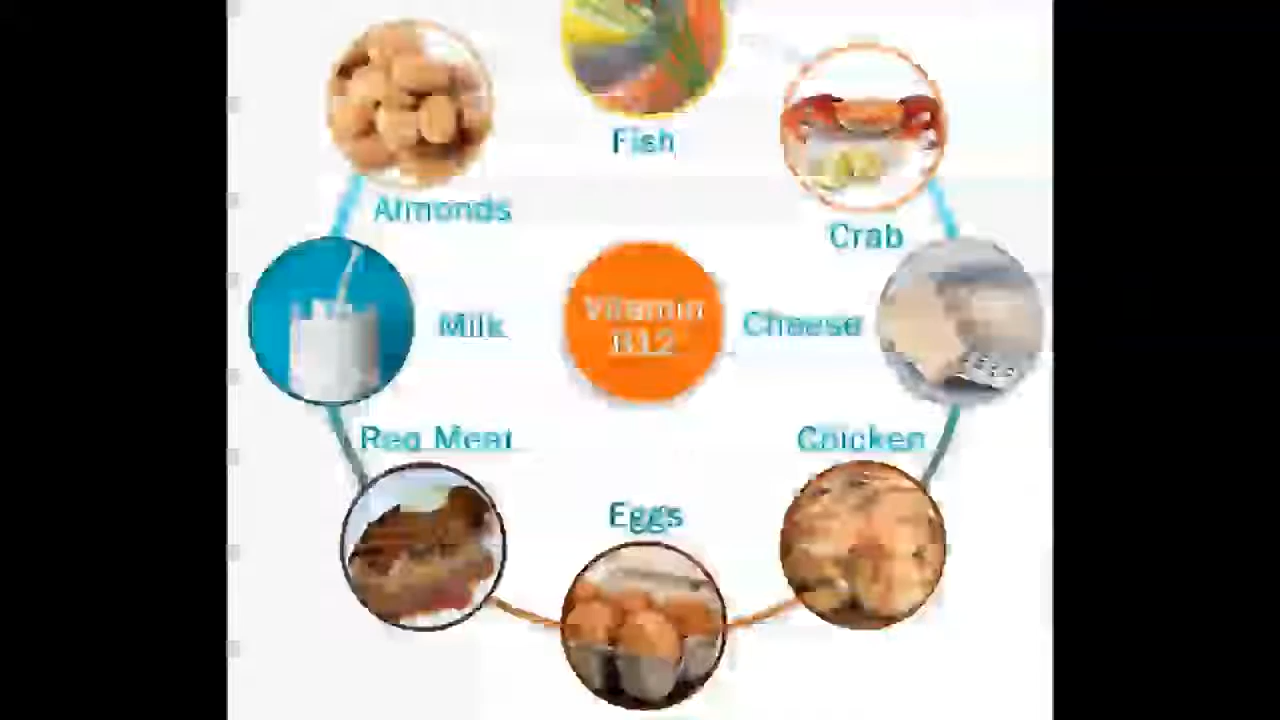 Fish
Almonds
Crab
Milk
Vitamin
B12
Cheese
Red Meat
Chicken
Eggs